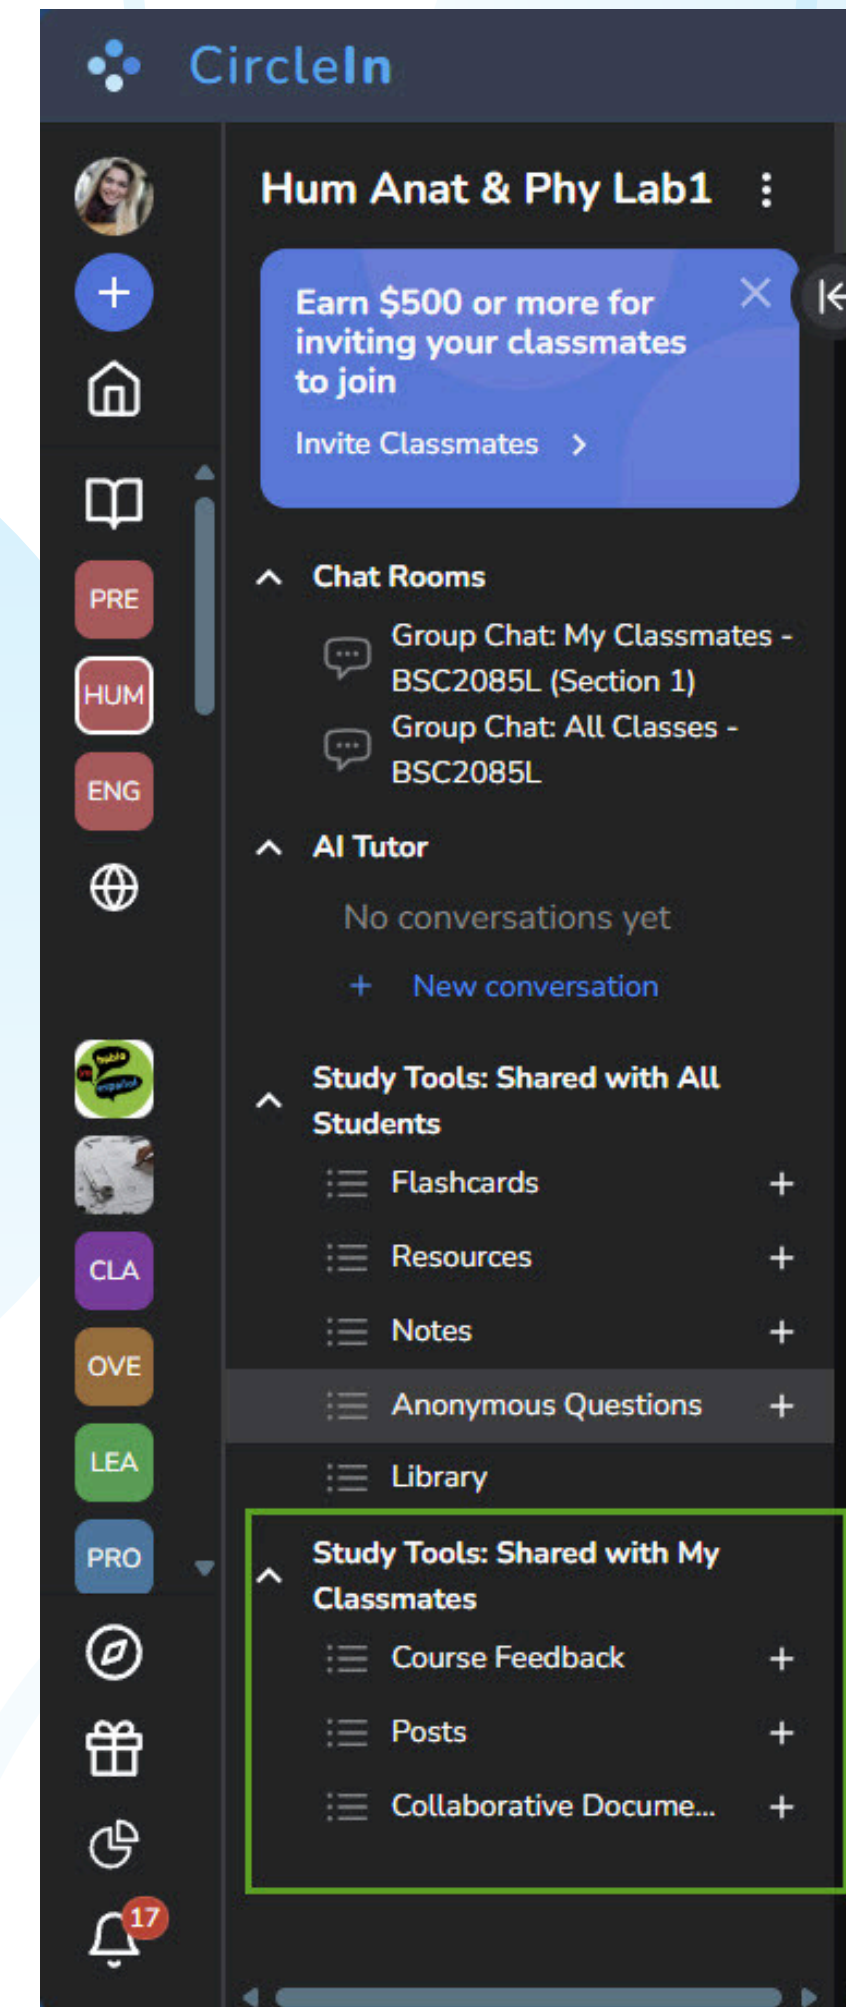 CircleIn
Hum Anat & Phy Lab1
Earn $500 or more for
inviting your classmates
to join
Invite Classmates
PRE
HUM
ENG
CLA
OVE
LEA
PRO
17
Chat Rooms
Group Chat: My Classmates -
BSC2085L (Section 1)
Group Chat: All Classes -
BSC2085L
AI Tutor
No conversations yet
+ New conversation
Study Tools: Shared with All
Students
Flashcards +
Resources +
Notes +
Anonymous Questions +
Library
Study Tools: Shared with My
Classmates
Course Feedback +
Posts +
Collaborative Docume... +